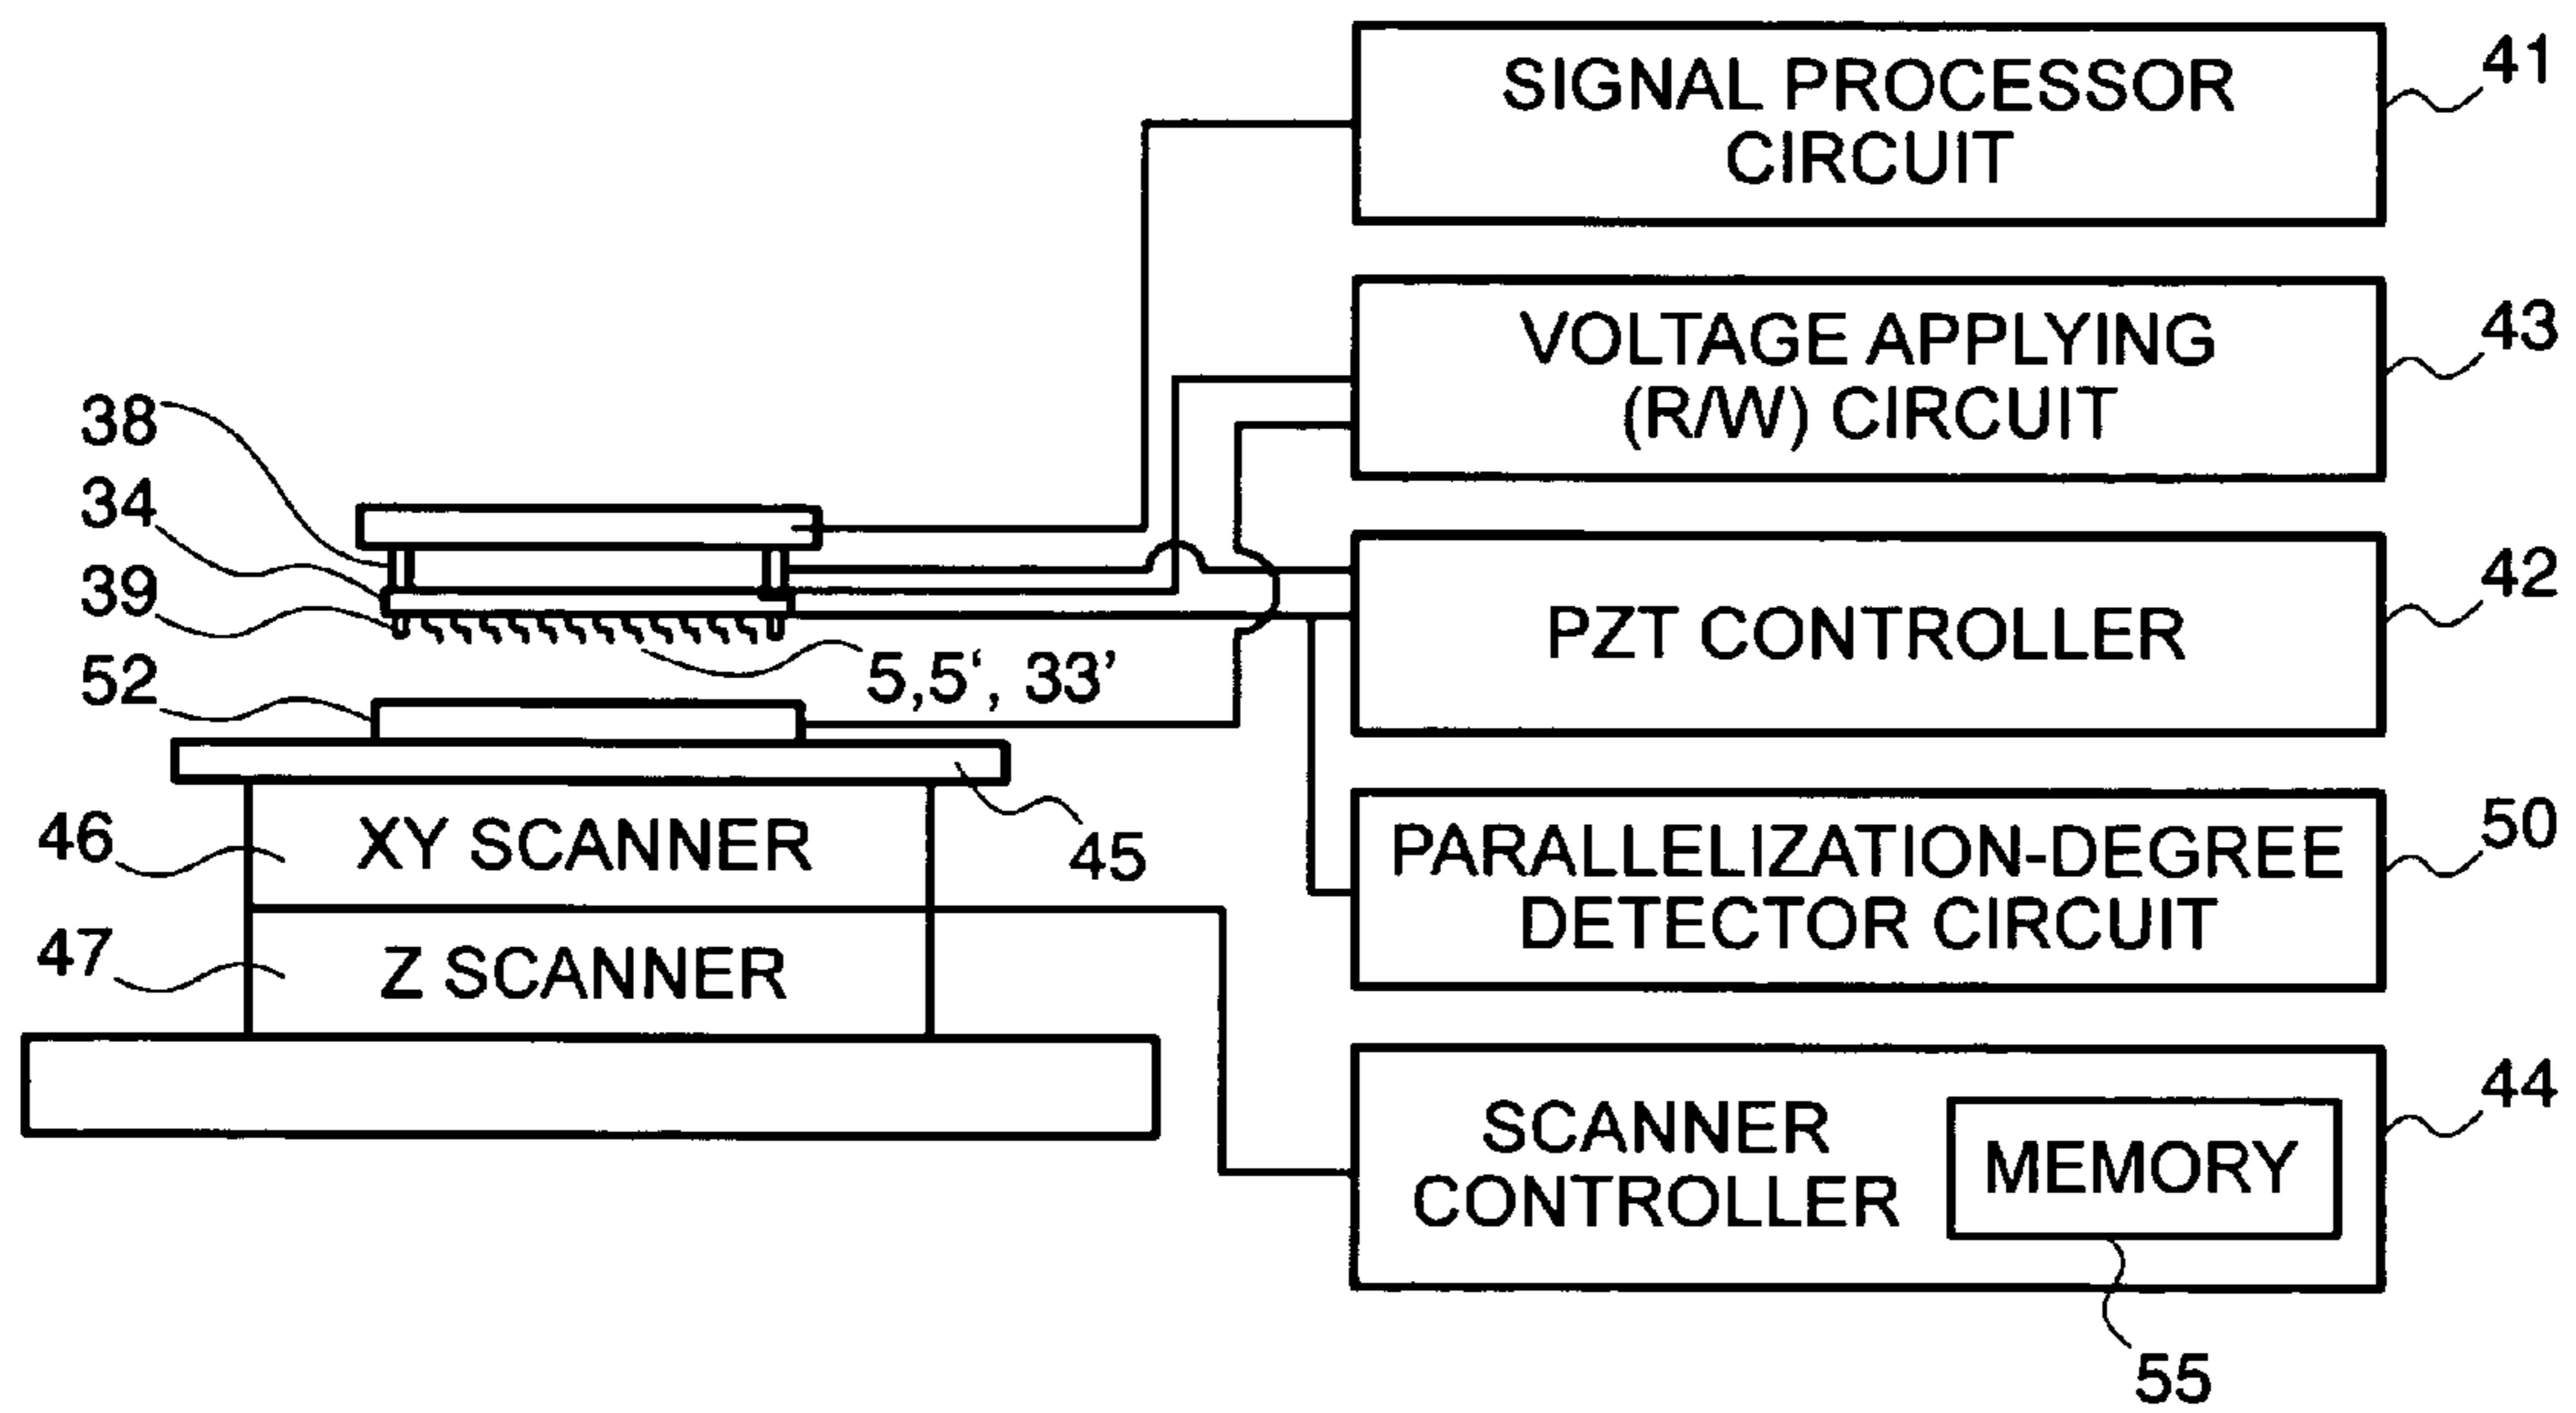 SIGNAL PROCESSOR
CIRCUIT
41
VOLTAGE APPLYING
(R/W) CIRCUIT
43
38
34
39
52
5,5‘, 33’
PZT CONTROLLER
42
45
46
XY SCANNER
47
Z SCANNER
PARALLELIZATION-DEGREE
DETECTOR CIRCUIT
50
SCANNER
CONTROLLER
MEMORY
44
55